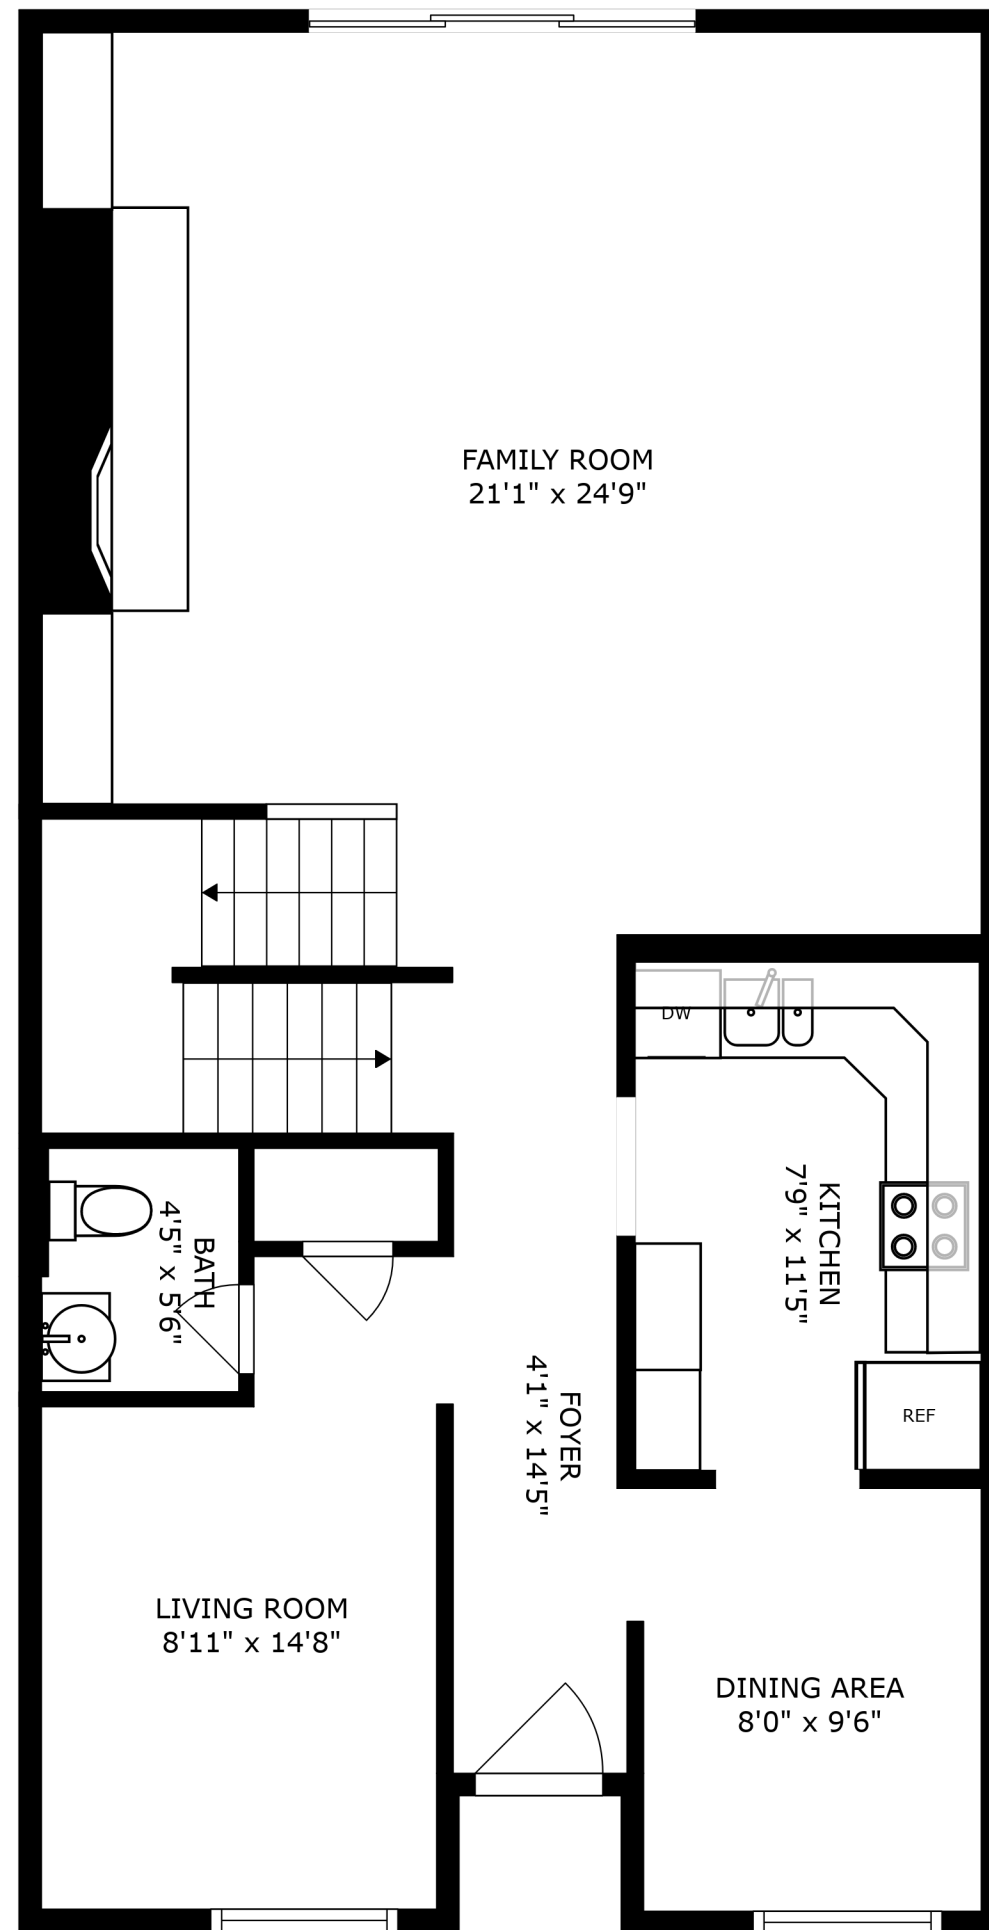 FAMILY ROOM
21'1" x 24'9"
DW
KITCHEN
7'9" x 11'5"
BATH
4'5" x 5'6"
FOYER
4'1" x 14'5"
REF
LIVING ROOM
8'11" x 14'8"
DINING AREA
8'0" x 9'6"